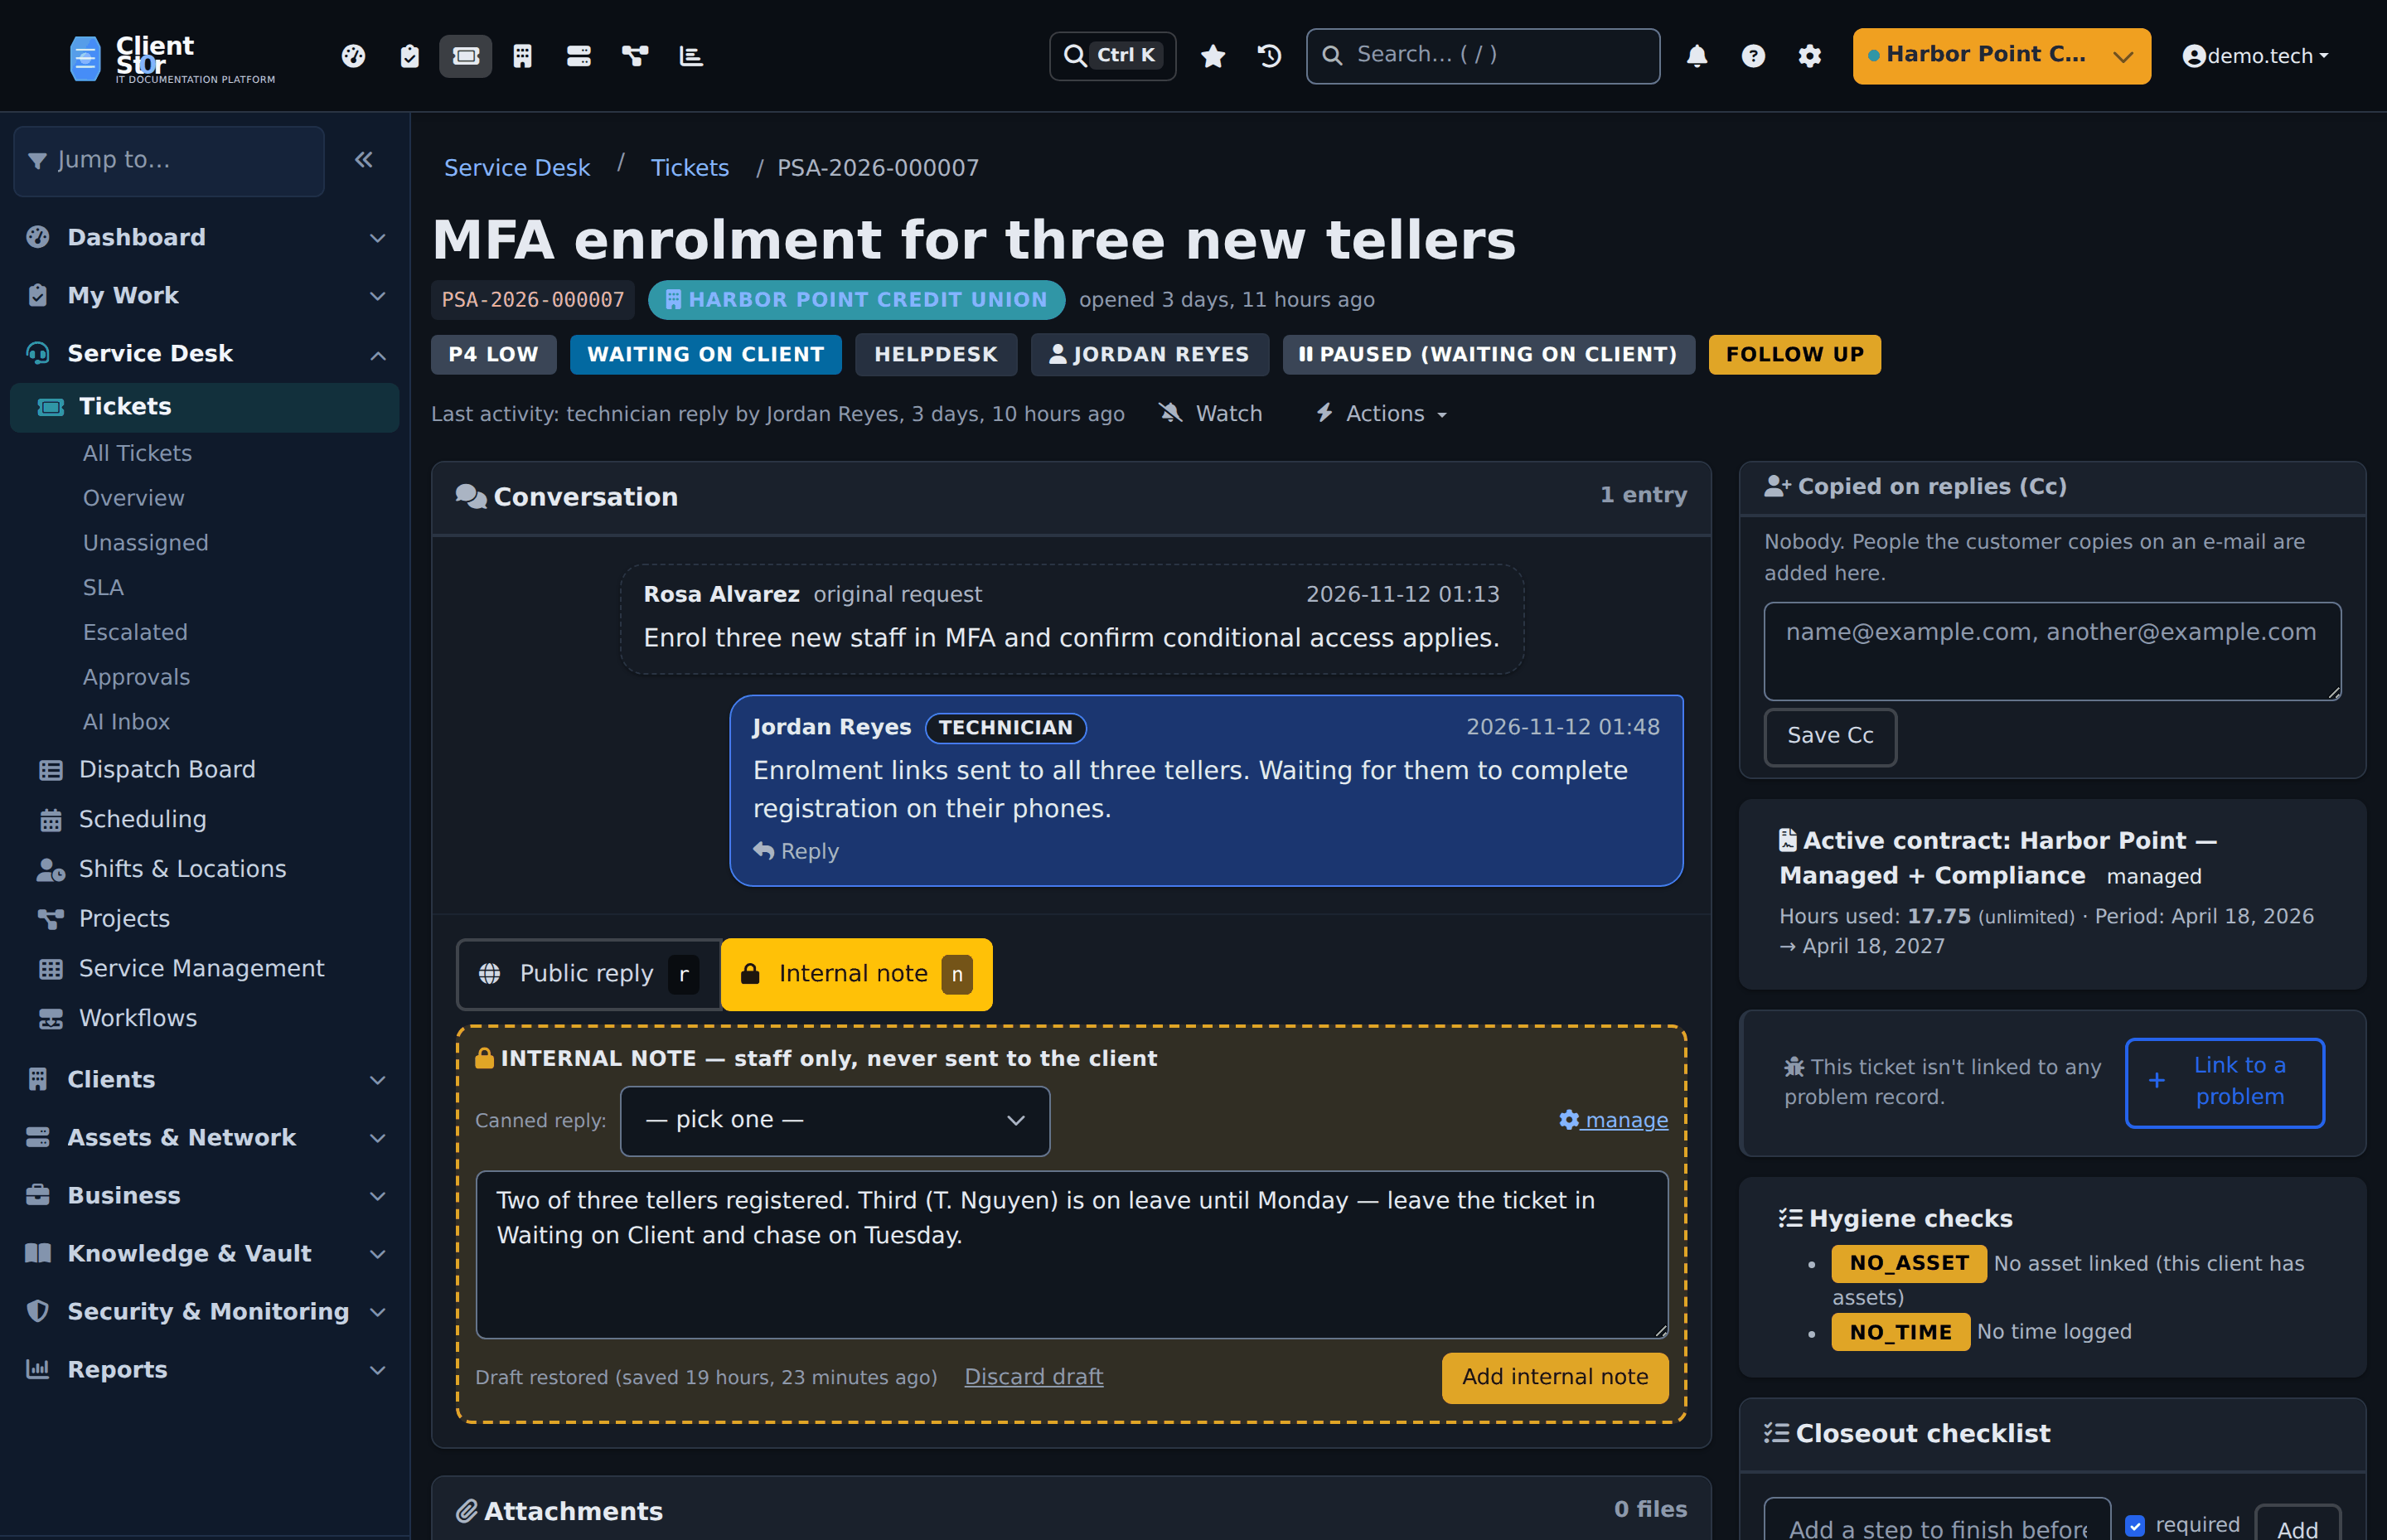 Client
St0r
IT DOCUMENTATION PLATFORM
Ctrl K
Search... ( / )
Harbor Point C...
demo.tech
Jump to...
Dashboard
My Work
Service Desk
Tickets
All Tickets
Overview
Unassigned
SLA
Escalated
Approvals
AI Inbox
Dispatch Board
Scheduling
Shifts & Locations
Projects
Service Management
Workflows
Clients
Assets & Network
Business
Knowledge & Vault
Security & Monitoring
Reports
Service Desk / Tickets / PSA-2026-000007
MFA enrolment for three new tellers
PSA-2026-000007 HARBOR POINT CREDIT UNION opened 3 days, 11 hours ago
P4 LOW WAITING ON CLIENT HELPDESK JORDAN REYES PAUSED (WAITING ON CLIENT) FOLLOW UP
Last activity: technician reply by Jordan Reyes, 3 days, 10 hours ago Watch Actions
Conversation 1 entry
Rosa Alvarez original request 2026-11-12 01:13
Enrol three new staff in MFA and confirm conditional access applies.
Jordan Reyes TECHNICIAN 2026-11-12 01:48
Enrolment links sent to all three tellers. Waiting for them to complete
registration on their phones.
Reply
Public reply r Internal note n
INTERNAL NOTE — staff only, never sent to the client
Canned reply: — pick one — manage
Two of three tellers registered. Third (T. Nguyen) is on leave until Monday — leave the ticket in
Waiting on Client and chase on Tuesday.
Draft restored (saved 19 hours, 23 minutes ago) Discard draft Add internal note
Attachments 0 files
Copied on replies (Cc)
Nobody. People the customer copies on an e-mail are
added here.
name@example.com, another@example.com
Save Cc
Active contract: Harbor Point —
Managed + Compliance managed
Hours used: 17.75 (unlimited) · Period: April 18, 2026
→ April 18, 2027
This ticket isn't linked to any
problem record.
Link to a
problem
Hygiene checks
• NO_ASSET No asset linked (this client has
assets)
• NO_TIME No time logged
Closeout checklist
Add a step to finish before required Add